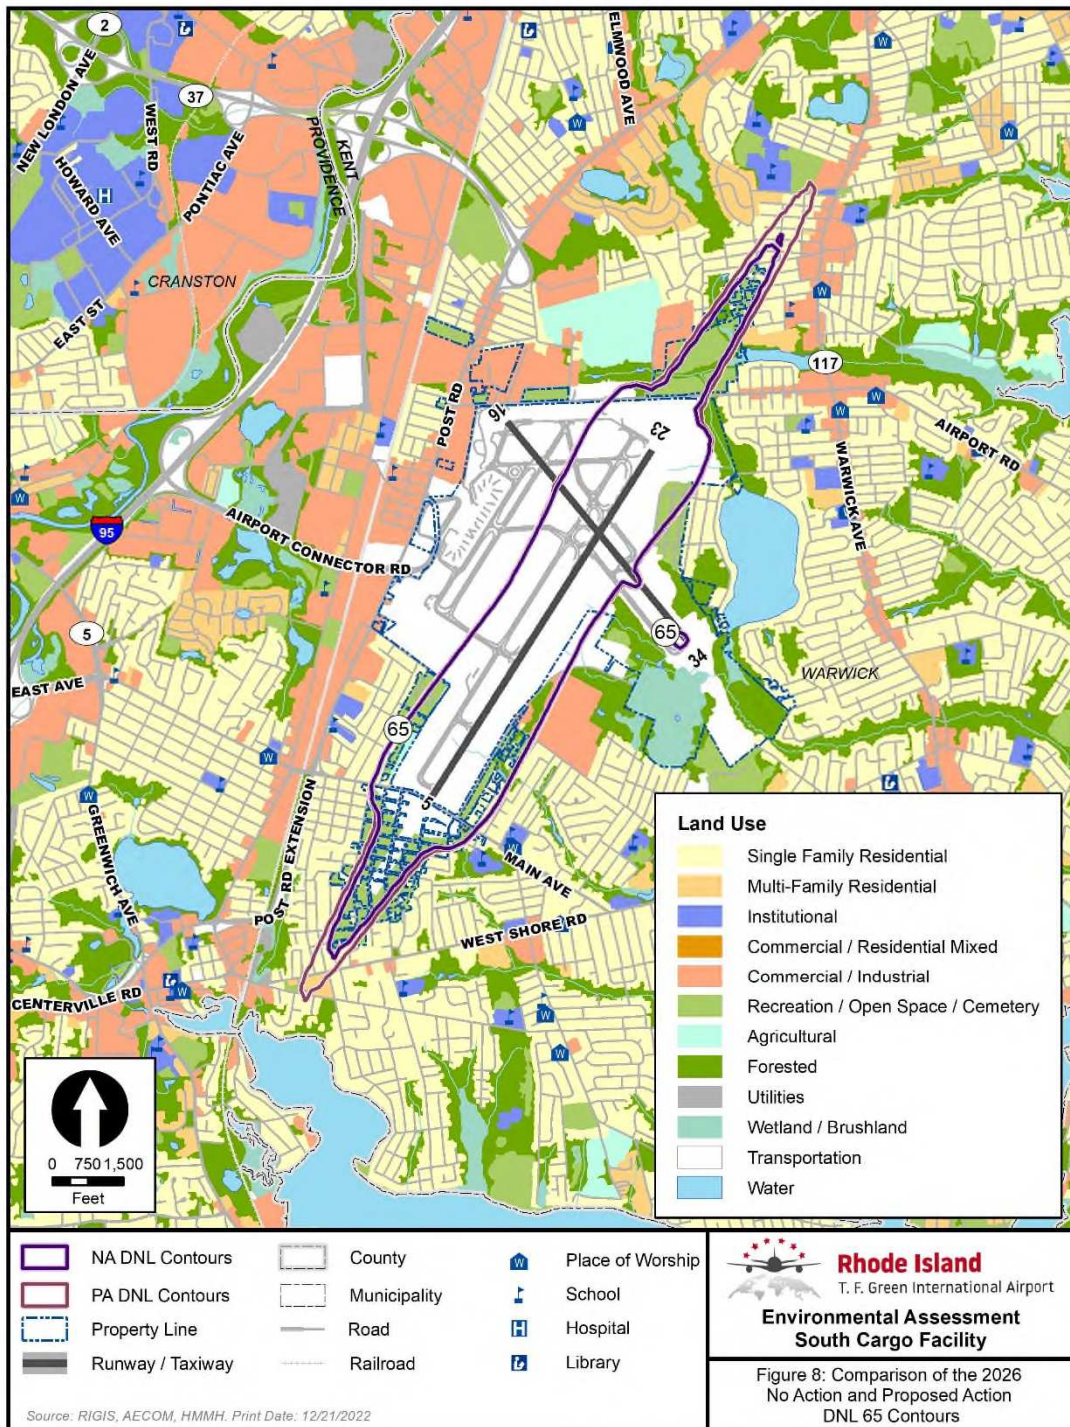 2
NEW LONDON AVE
WEST RD
37
PONTIAC AVE
HOWARD AVE
H
KENT
PROVIDENCE
ELMWOOD AVE
W
W
W
CRANSTON
EAST ST
W
117
POST RD
16
23
W
W
AIRPORT RD
WARWICK AVE
W
95
AIRPORT CONNECTOR RD
W
5
65
34
WARWICK
EAST AVE
65
W
5
W
GREENWICH AVE
POST RD EXTENSION
W
MAIN AVE
WEST SHORE RD
CENTERVILLE RD
W
W
W
0 750 1,500
Feet
Land Use
Single Family Residential
Multi-Family Residential
Institutional
Commercial / Residential Mixed
Commercial / Industrial
Recreation / Open Space / Cemetery
Agricultural
Forested
Utilities
Wetland / Brushland
Transportation
Water
NA DNL Contours
PA DNL Contours
Property Line
Runway / Taxiway
County
Municipality
Road
Railroad
W Place of Worship
School
H Hospital
Library
Source: RIGIS, AECOM, HMMH. Print Date: 12/21/2022
Rhode Island
T. F. Green International Airport
Environmental Assessment
South Cargo Facility
Figure 8: Comparison of the 2026
No Action and Proposed Action
DNL 65 Contours